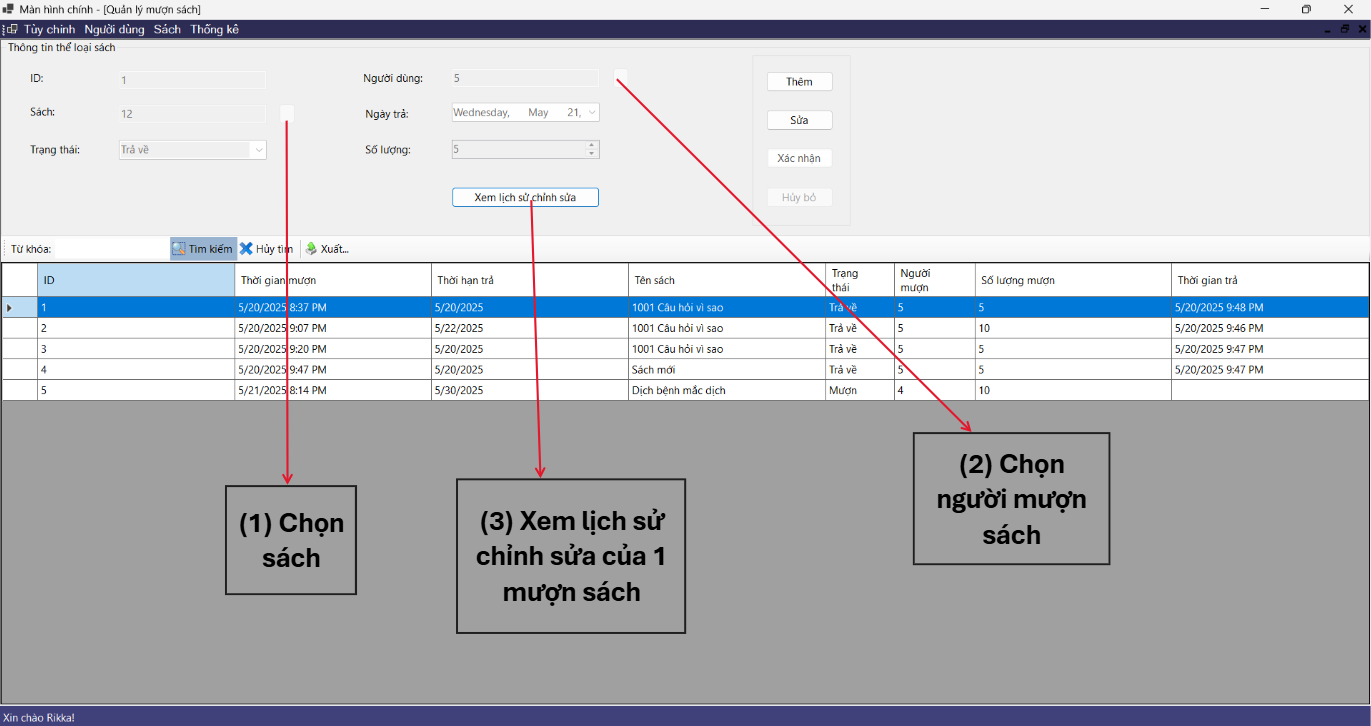 Màn hình chính - [Quản lý mượn sách]
Tùy chỉnh Người dùng Sách Thống kê
Thông tin thể loại sách
ID: 1 Người dùng: 5 Thêm
Sách: 12 Ngày trả: Wednesday, May 21, Sửa
Trạng thái: Trả về Số lượng: 5 Xác nhận
Xem lịch sử chỉnh sửa Hủy bỏ
Từ khóa: Tìm kiếm Hủy tìm Xuất...
ID Thời gian mượn Thời hạn trả Tên sách Trạng thái Người mượn Số lượng mượn Thời gian trả
1 5/20/2025 8:37 PM 5/20/2025 1001 Câu hỏi vì sao Trả về 5 5 5/20/2025 9:48 PM
2 5/20/2025 9:07 PM 5/22/2025 1001 Câu hỏi vì sao Trả về 5 10 5/20/2025 9:46 PM
3 5/20/2025 9:20 PM 5/20/2025 1001 Câu hỏi vì sao Trả về 5 5 5/20/2025 9:47 PM
4 5/20/2025 9:47 PM 5/20/2025 Sách mới Trả về 5 5 5/20/2025 9:47 PM
5 5/21/2025 8:14 PM 5/30/2025 Dịch bệnh mắc dịch Mượn 4 10
(1) Chọn
sách
(3) Xem lịch sử
chỉnh sửa của 1
mượn sách
(2) Chọn
người mượn
sách
Xin chào Rikka!